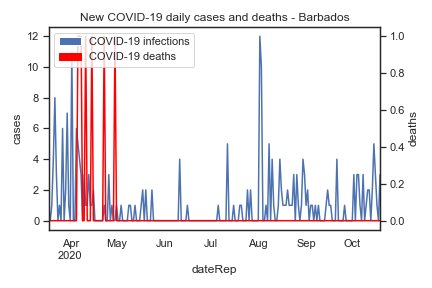 New COVID-19 daily cases and deaths - Barbados
COVID-19 infections
COVID-19 deaths
12
10
8
6
4
2
0
cases
1.0
0.8
0.6
0.4
0.2
0.0
deaths
Apr May Jun Jul Aug Sep Oct
2020
dateRep